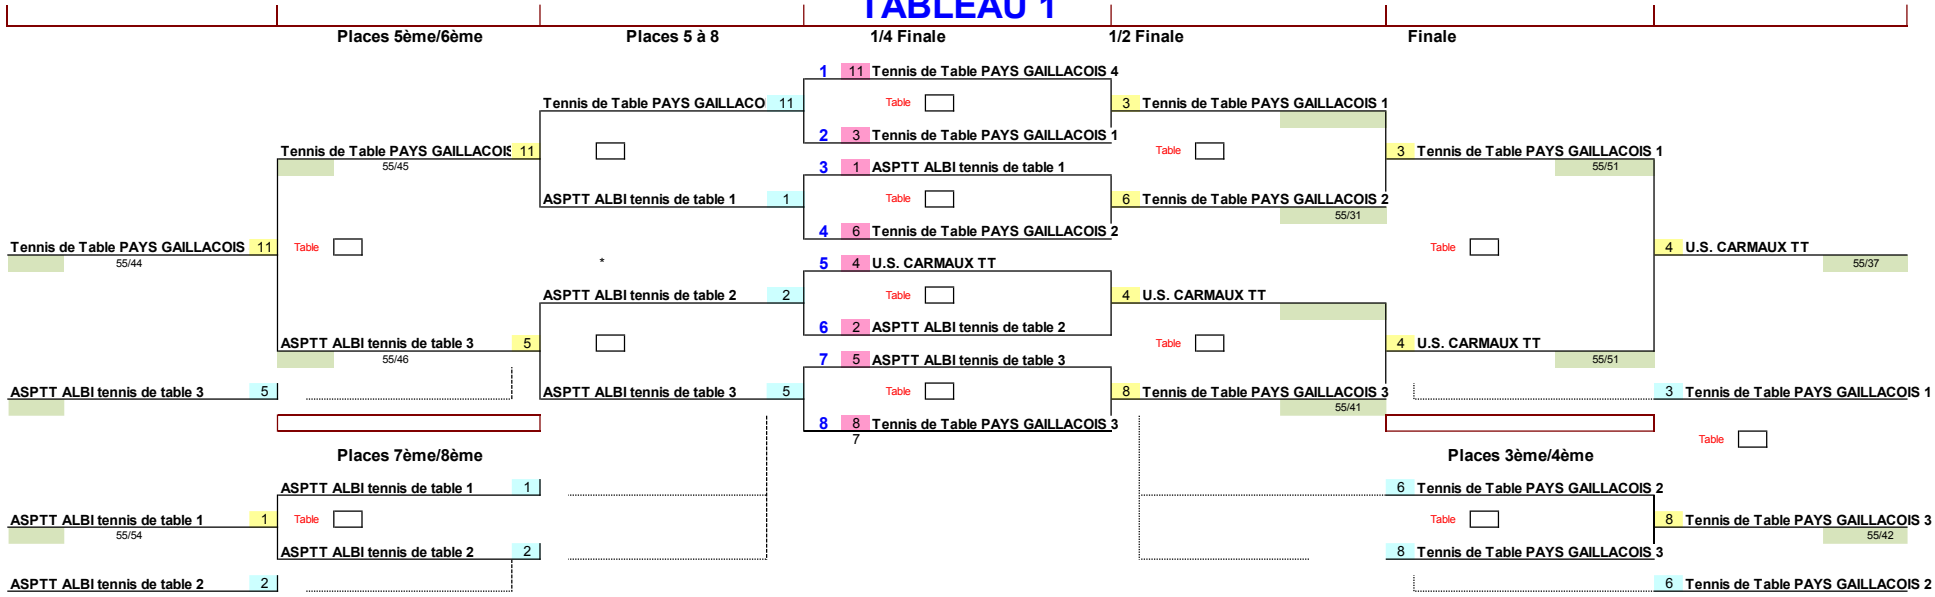 TABLEAU 1
Places 5ème/6ème Places 5 à 8 1/4 Finale 1/2 Finale Finale
1 11 Tennis de Table PAYS GAILLACOIS 4
Tennis de Table PAYS GAILLACO 11 Table 3 Tennis de Table PAYS GAILLACOIS 1
2 3 Tennis de Table PAYS GAILLACOIS 1
Tennis de Table PAYS GAILLACOIS 11 Table 3 Tennis de Table PAYS GAILLACOIS 1
55/45 3 1 ASPTT ALBI tennis de table 1 55/51
ASPTT ALBI tennis de table 1 1 Table 6 Tennis de Table PAYS GAILLACOIS 2
55/31
4 6 Tennis de Table PAYS GAILLACOIS 2
Tennis de Table PAYS GAILLACOIS 11 Table Table 4 U.S. CARMAUX TT
55/44 * 5 4 U.S. CARMAUX TT 55/37
ASPTT ALBI tennis de table 2 2 Table 4 U.S. CARMAUX TT
6 2 ASPTT ALBI tennis de table 2
ASPTT ALBI tennis de table 3 5 Table 4 U.S. CARMAUX TT
55/46 7 5 ASPTT ALBI tennis de table 3 55/51
ASPTT ALBI tennis de table 3 5 ASPTT ALBI tennis de table 3 5 Table 8 Tennis de Table PAYS GAILLACOIS 3 3 Tennis de Table PAYS GAILLACOIS 1
55/41
8 8 Tennis de Table PAYS GAILLACOIS 3
7 Table
Places 7ème/8ème Places 3ème/4ème
ASPTT ALBI tennis de table 1 1 6 Tennis de Table PAYS GAILLACOIS 2
ASPTT ALBI tennis de table 1 1 Table Table 8 Tennis de Table PAYS GAILLACOIS 3
55/54 55/42
ASPTT ALBI tennis de table 2 2 8 Tennis de Table PAYS GAILLACOIS 3
ASPTT ALBI tennis de table 2 2 6 Tennis de Table PAYS GAILLACOIS 2